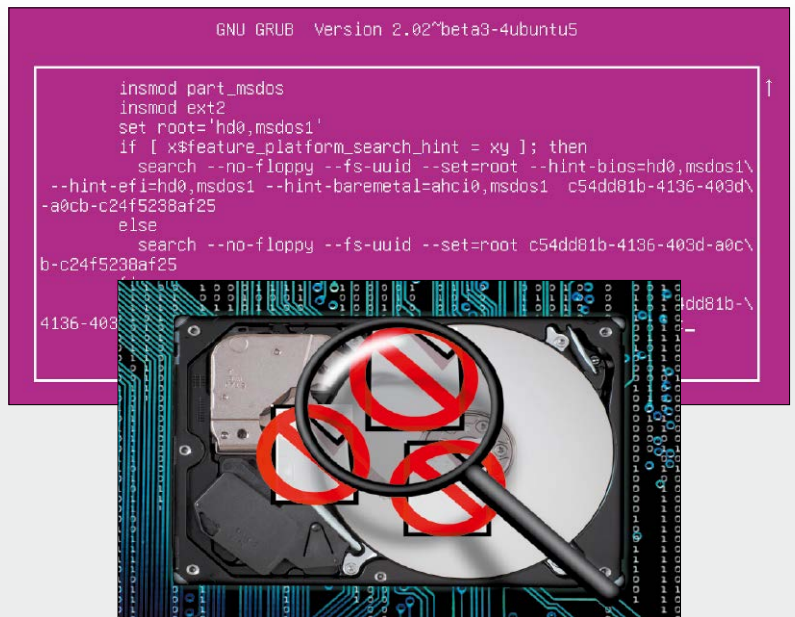 GNU GRUB  Version 2.02~beta3-4ubuntu5
insmod part_msdos
insmod ext2
set root='hd0,msdos1'
if [ x$feature_platform_search_hint = xy ]; then
search --no-floppy --fs-uuid --set=root --hint-bios=hd0,msdos1\
--hint-efi=hd0,msdos1 --hint-baremetal=ahci0,msdos1  c54dd81b-4136-403d\
-a0cb-c24f5238af25
else
search --no-floppy --fs-uuid --set=root c54dd81b-4136-403d-a0c\
b-c24f5238af25
dd81b-\
4136-403